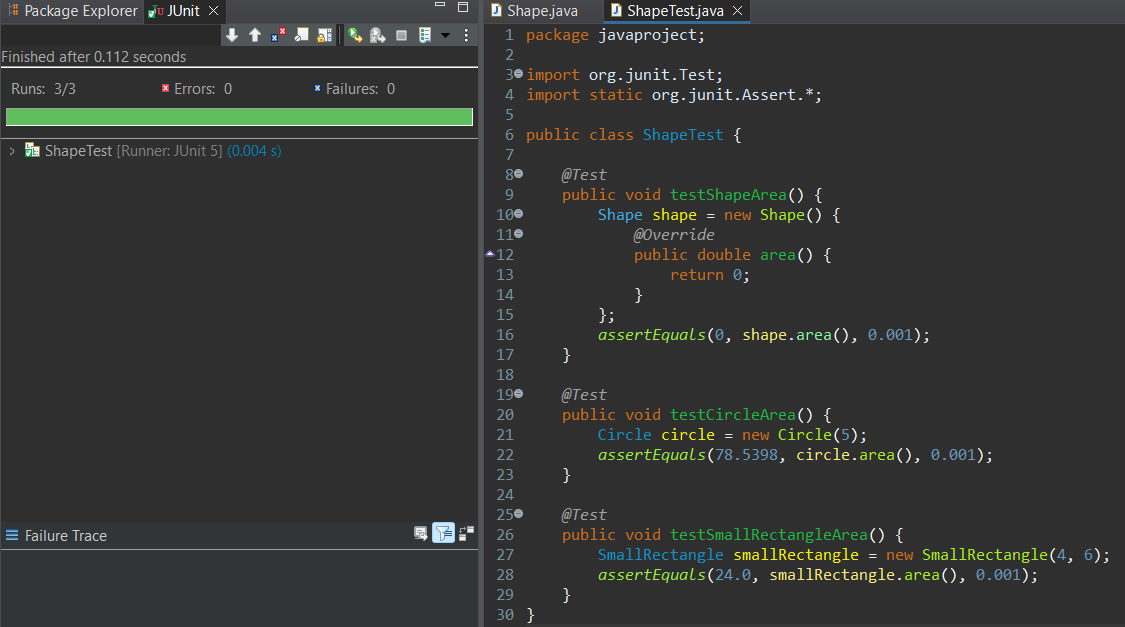 Package Explorer JUnit
Finished after 0.112 seconds
Runs: 3/3 Errors: 0 Failures: 0
ShapeTest [Runner: JUnit 5] (0.004 s)
Failure Trace
Shape.java ShapeTest.java
1 package javaproject;
2
3 import org.junit.Test;
4 import static org.junit.Assert.*;
5
6 public class ShapeTest {
7
8 @Test
9 public void testShapeArea() {
10 Shape shape = new Shape() {
11 @Override
12 public double area() {
13 return 0;
14 }
15 };
16 assertEquals(0, shape.area(), 0.001);
17 }
18
19 @Test
20 public void testCircleArea() {
21 Circle circle = new Circle(5);
22 assertEquals(78.5398, circle.area(), 0.001);
23 }
24
25 @Test
26 public void testSmallRectangleArea() {
27 SmallRectangle smallRectangle = new SmallRectangle(4, 6);
28 assertEquals(24.0, smallRectangle.area(), 0.001);
29 }
30 }